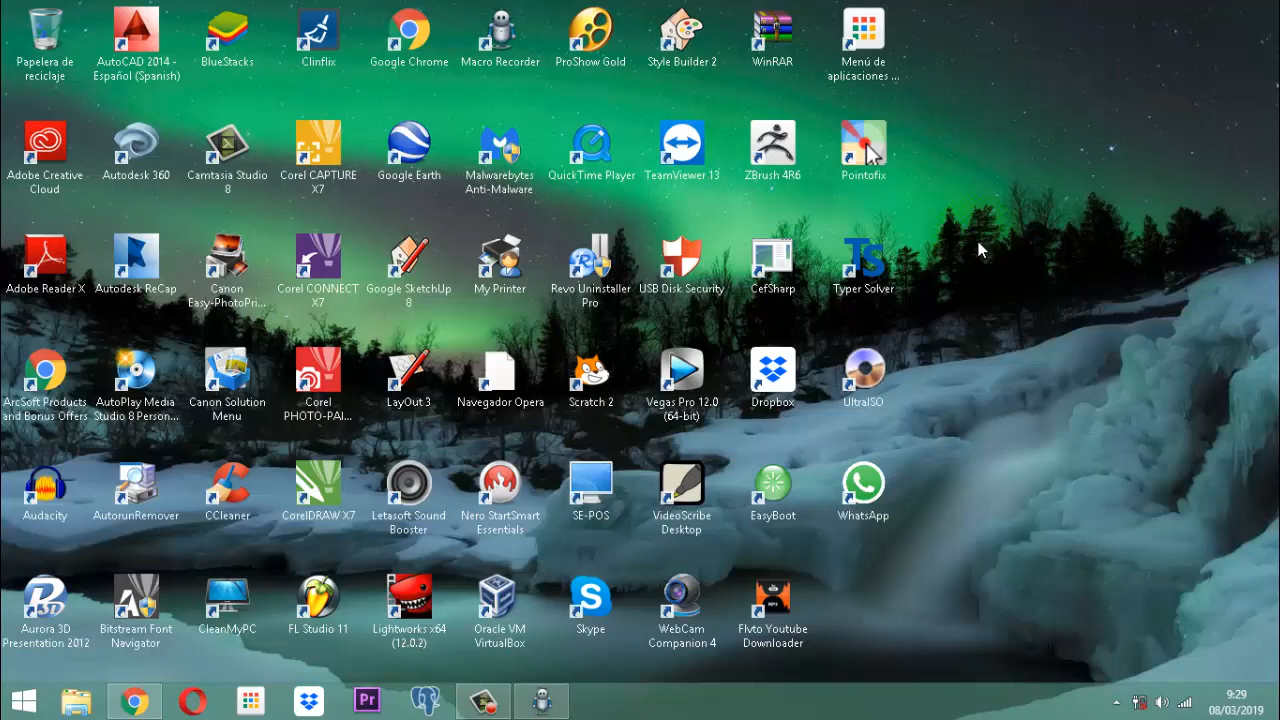 Papelera de
reciclaje
AutoCAD 2014 -
Español (Spanish)
BlueStacks
Clinflix
Google Chrome
Macro Recorder
ProShow Gold
Style Builder 2
WinRAR
Menú de
aplicaciones ...
Adobe Creative
Cloud
Autodesk 360
Camtasia Studio
8
Corel CAPTURE
X7
Google Earth
Malwarebytes
Anti-Malware
QuickTime Player
TeamViewer 13
ZBrush 4R6
Pointofix
Adobe Reader X
Autodesk ReCap
Canon
Easy-PhotoPri...
Corel CONNECT
X7
Google SketchUp
8
My Printer
Revo Uninstaller
Pro
USB Disk Security
CefSharp
TS
Typer Solver
ArcSoft Products
and Bonus Offers
AutoPlay Media
Studio 8 Person...
Canon Solution
Menu
Corel
PHOTO-PAI...
LayOut 3
Navegador Opera
Scratch 2
Vegas Pro 12.0
(64-bit)
Dropbox
UltraISO
Audacity
AutorunRemover
CCleaner
CorelDRAW X7
Letasoft Sound
Booster
Nero StartSmart
Essentials
SE-POS
VideoScribe
Desktop
EasyBoot
WhatsApp
Aurora 3D
Presentation 2012
Bitstream Font
Navigator
CleanMyPC
FL Studio 11
Lightworks x64
(12.0.2)
Oracle VM
VirtualBox
Skype
WebCam
Companion 4
Flvto Youtube
Downloader
Pr
9:29
08/03/2019